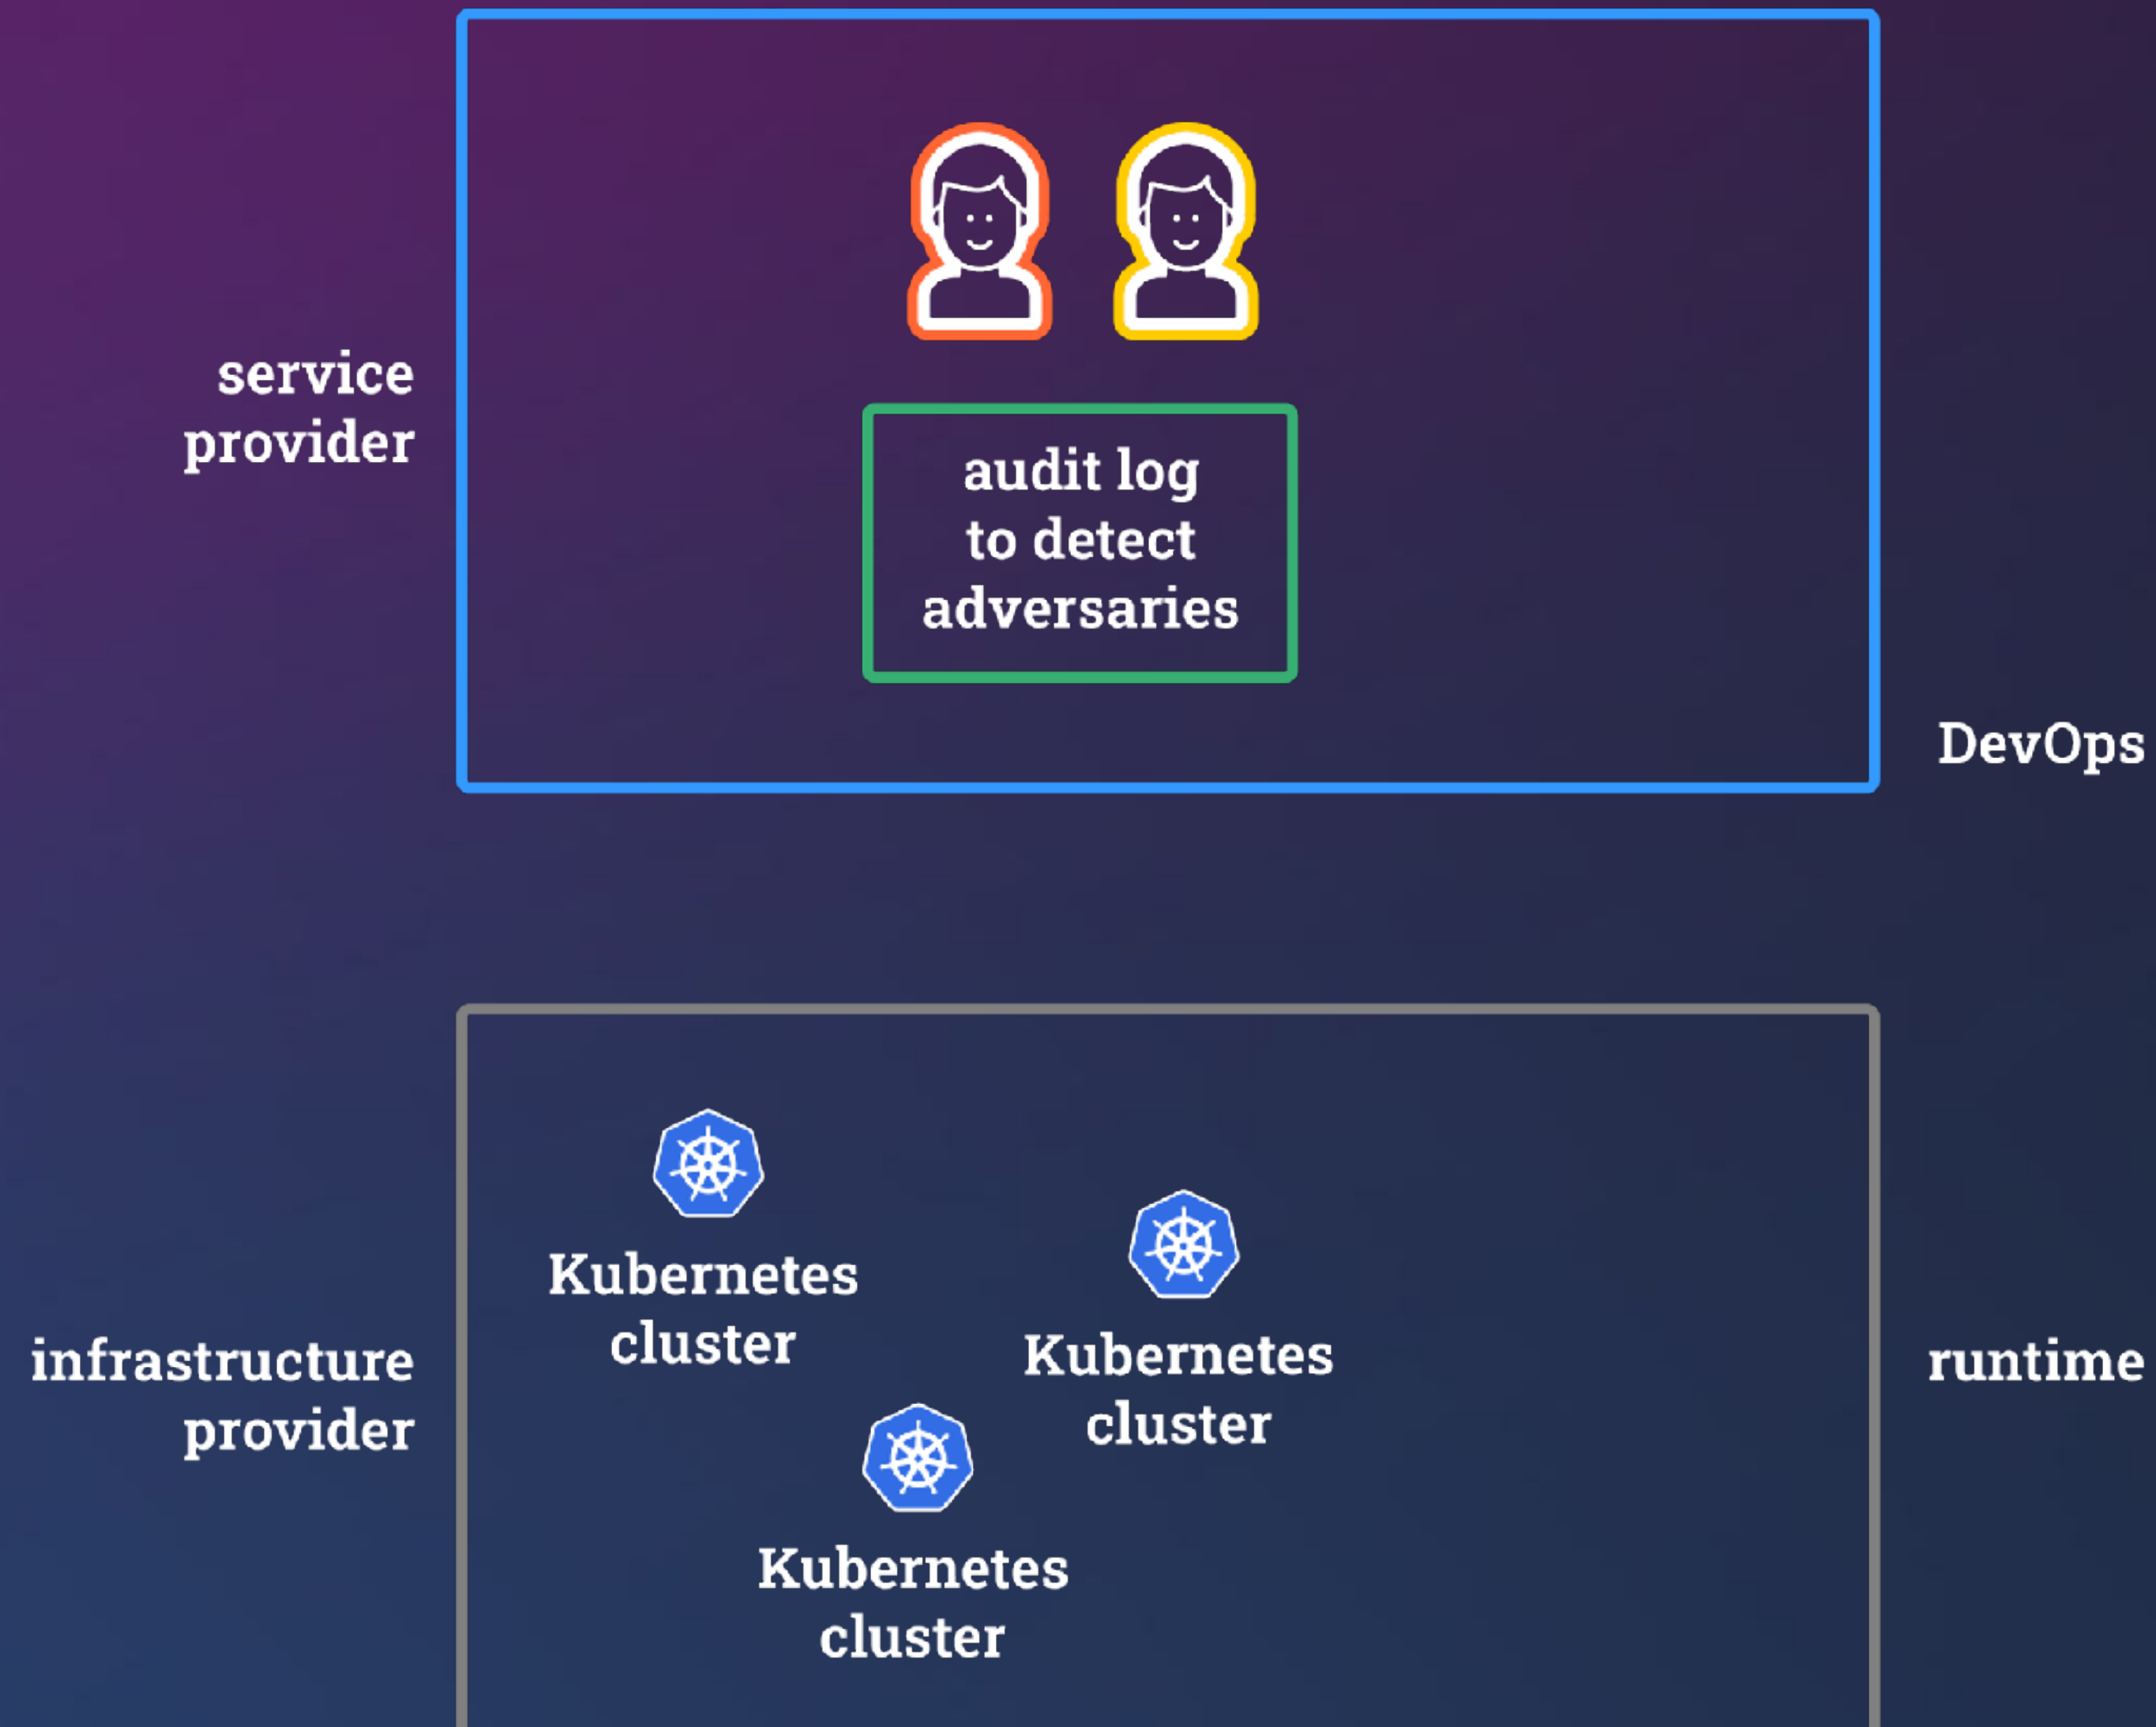 service
provider
audit log
to detect
adversaries
DevOps
Kubernetes
cluster
Kubernetes
cluster
Kubernetes
cluster
infrastructure
provider
runtime